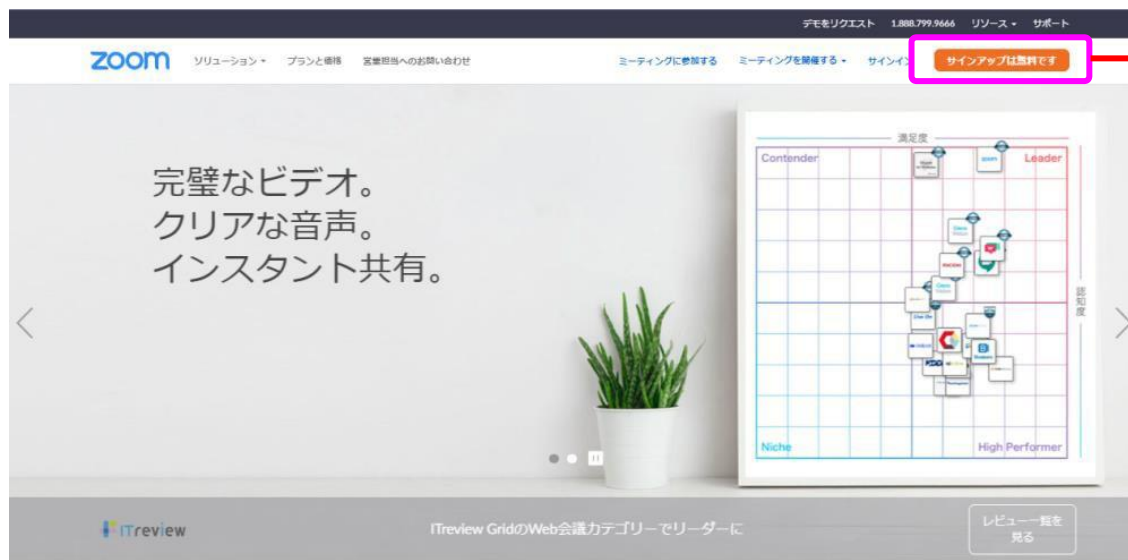 デモをリクエスト 1.888.799.9666 リソース サポート
zoom ソリューション プランと価格 営業担当へのお問い合わせ ミーティングに参加する ミーティングを開催する サインイン サインアップは無料です
満足度
Contender Leader
zoom
完璧なビデオ。
クリアな音声。
インスタント共有。
認知度
Niche High Performer
ITreview ITreview GridのWeb会議カテゴリーでリーダーに レビュー一覧を
見る